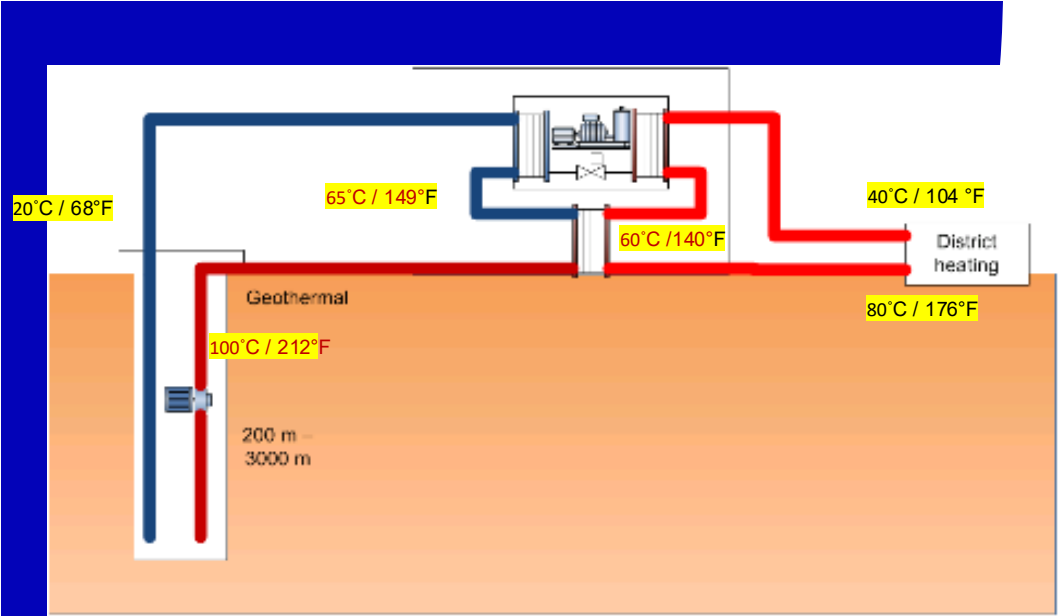 20°C / 68°F
65°C / 149°F
40°C / 104 °F
60°C /140°F
District
heating
Geothermal
80°C / 176°F
100°C / 212°F
200 m –
3000 m